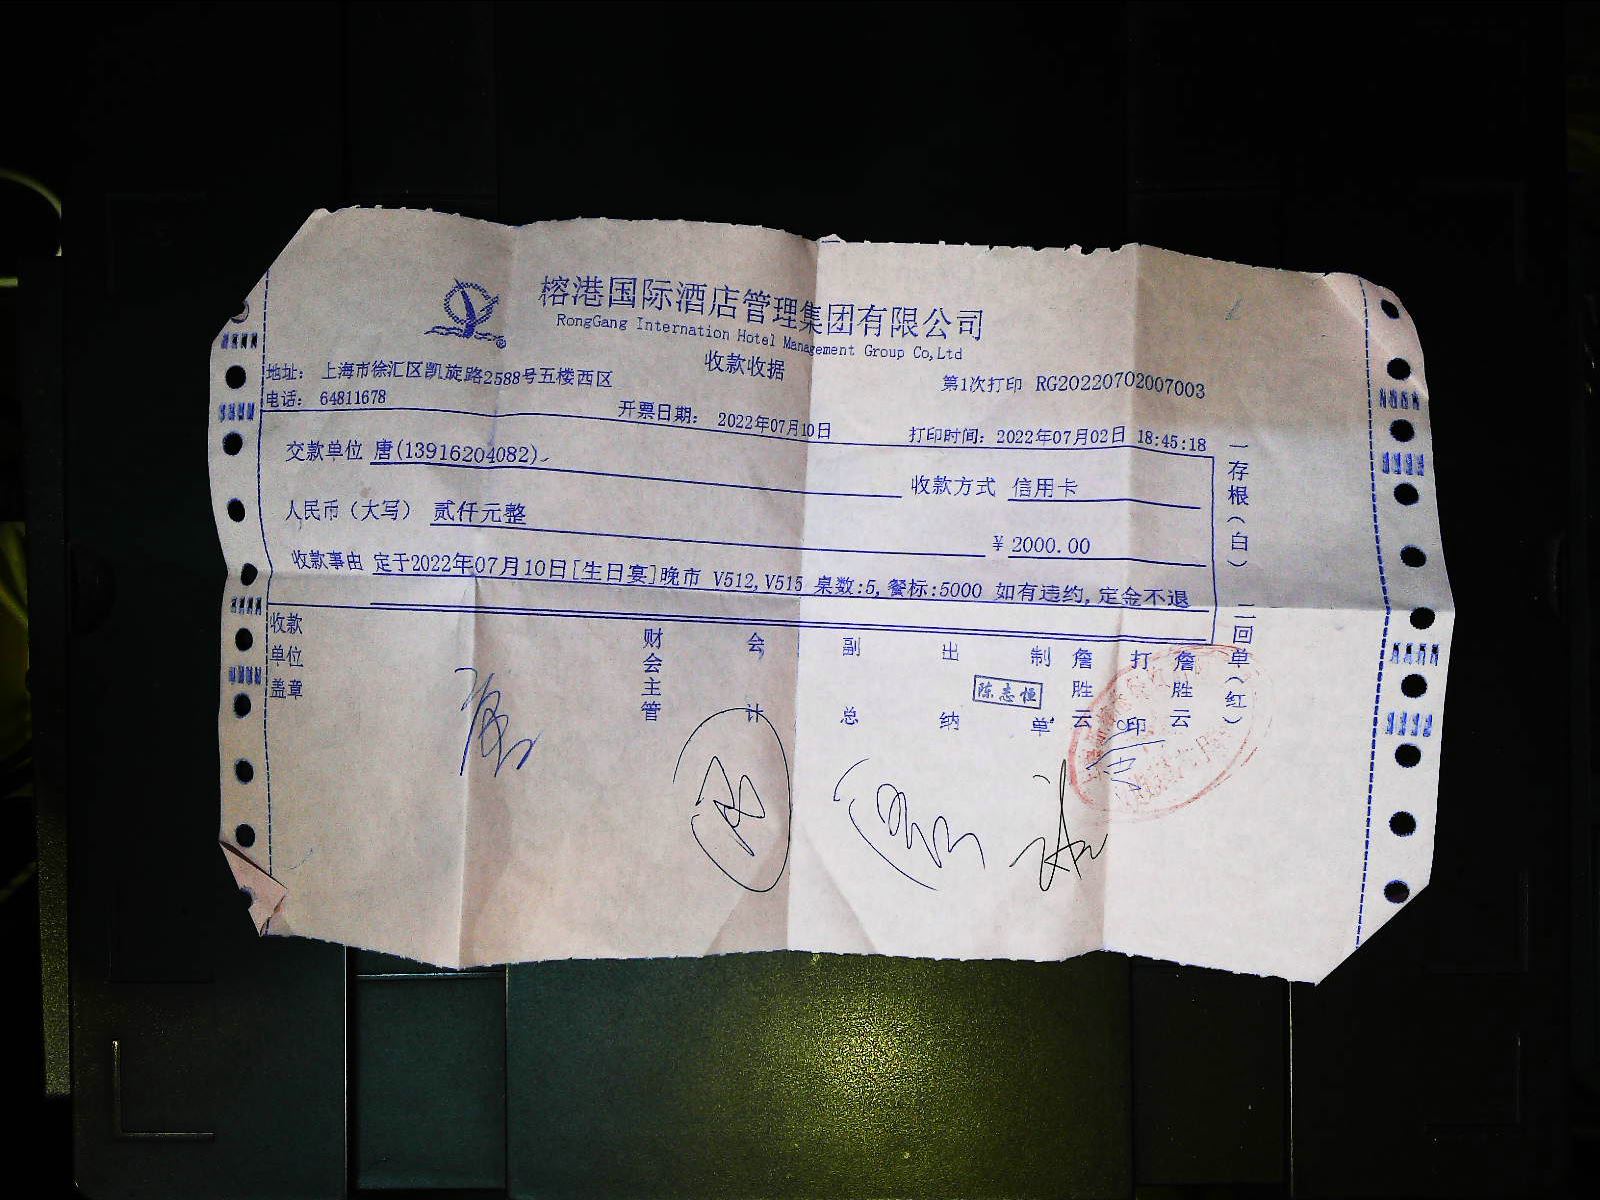 榕港国际酒店管理集团有限公司
RongGang Internation Hotel Management Group Co,Ltd
收款收据
地址： 上海市徐汇区凯旋路2588号五楼西区
第1次打印 RG20220702007003
电话： 64811678
开票日期： 2022年07月10日
打印时间：2022年07月02日 18:45:18
交款单位 唐(13916204082)
收款方式 信用卡
人民币（大写） 贰仟元整
¥ 2000.00
收款事由 定于2022年07月10日[生日宴]晚市 V512,V515 桌数:5,餐标:5000 如有违约,定金不退
收款单位盖章
财会主管
会计
副总
出纳
陈志恒
制单
詹胜云
打印
詹胜云
一存根（白） 二回单（红）